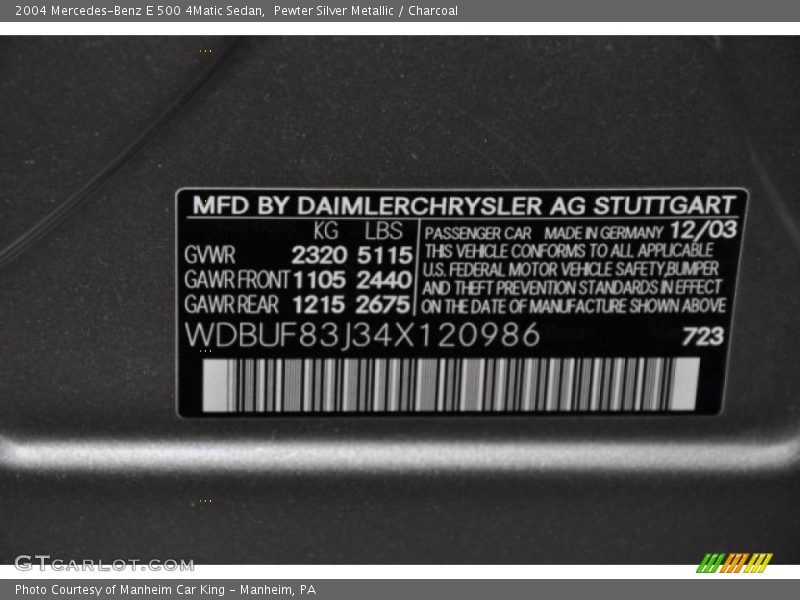 2004 Mercedes-Benz E 500 4Matic Sedan, Pewter Silver Metallic / Charcoal
MFD BY DAIMLERCHRYSLER AG STUTTGART
KG LBS
GVWR 2320 5115
GAWR FRONT 1105 2440
GAWR REAR 1215 2675
PASSENGER CAR MADE IN GERMANY 12/03
THIS VEHICLE CONFORMS TO ALL APPLICABLE
U.S. FEDERAL MOTOR VEHICLE SAFETY,BUMPER
AND THEFT PREVENTION STANDARDS IN EFFECT
ON THE DATE OF MANUFACTURE SHOWN ABOVE
WDBUF83J34X120986 723
GTCARLOT.COM
Photo Courtesy of Manheim Car King - Manheim, PA